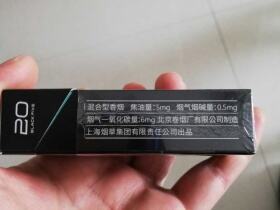 20
BLACK PINE
混合型香烟 焦油量:5mg 烟气烟碱量:0.5mg
烟气一氧化碳量:6mg 北京卷烟厂有限公司制造
上海烟草集团有限责任公司出品